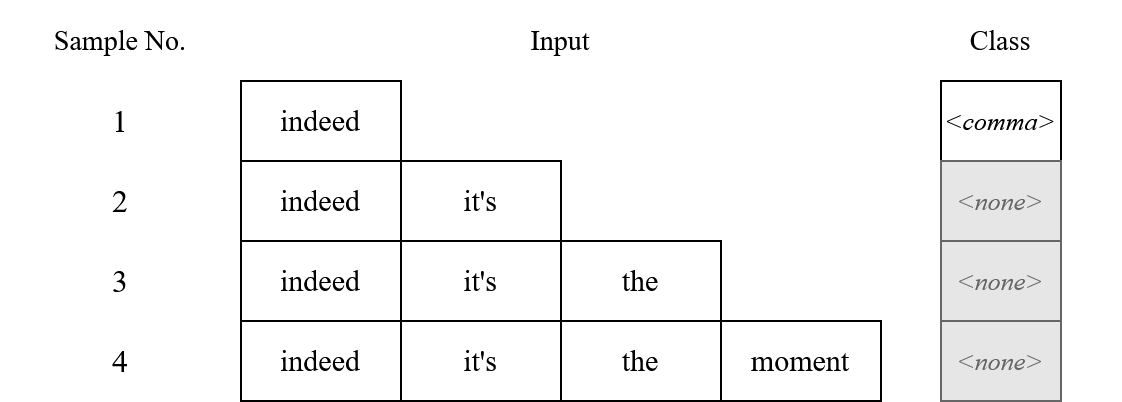 Sample No. Input Class
1 indeed <comma>
2 indeed it's <none>
3 indeed it's the <none>
4 indeed it's the moment <none>